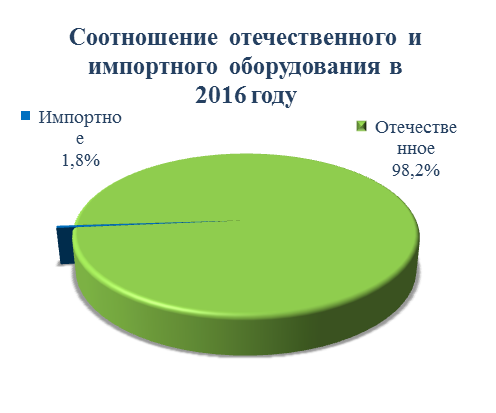 Соотношение отечественного и
импортного оборудования в
2016 году
Импортно
е
1,8%
Отечестве
нное
98,2%